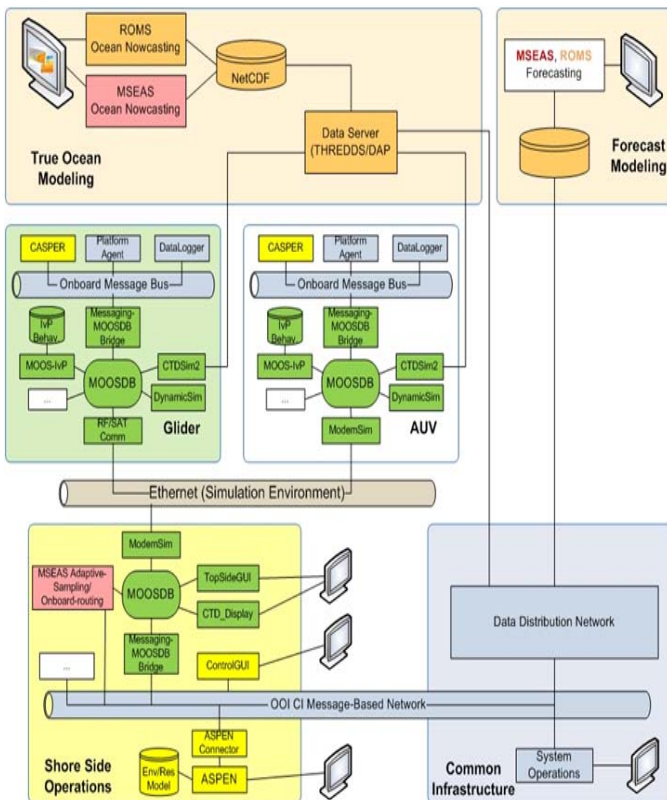 ROMS
Ocean Nowcasting
MSEAS
Ocean Nowcasting
NetCDF
Data Server
(THREDDS/DAP
True Ocean
Modeling
MSEAS, ROMS
Forecasting
Forecast
Modeling
CASPER
Platform
Agent
DataLogger
Onboard Message Bus
IvP
Behav.
Messaging-
MOOSDB
Bridge
MOOS-IvP
MOOSDB
CTDSim2
...
DynamicSim
RF/SAT
Comm
Glider
CASPER
Platform
Agent
DataLogger
Onboard Message Bus
IvP
Behav.
Messaging-
MOOSDB
Bridge
MOOS-IvP
MOOSDB
CTDSim2
...
DynamicSim
ModemSim
AUV
Ethernet (Simulation Environment)
ModemSim
MSEAS Adaptive-
Sampling/
Onboard-routing
MOOSDB
TopSideGUI
CTD_Display
Messaging-
MOOSDB
Bridge
...
ControlGUI
Data Distribution Network
OOI CI Message-Based Network
ASPEN
Connector
Env/Res
Model
ASPEN
Shore Side
Operations
System
Operations
Common
Infrastructure